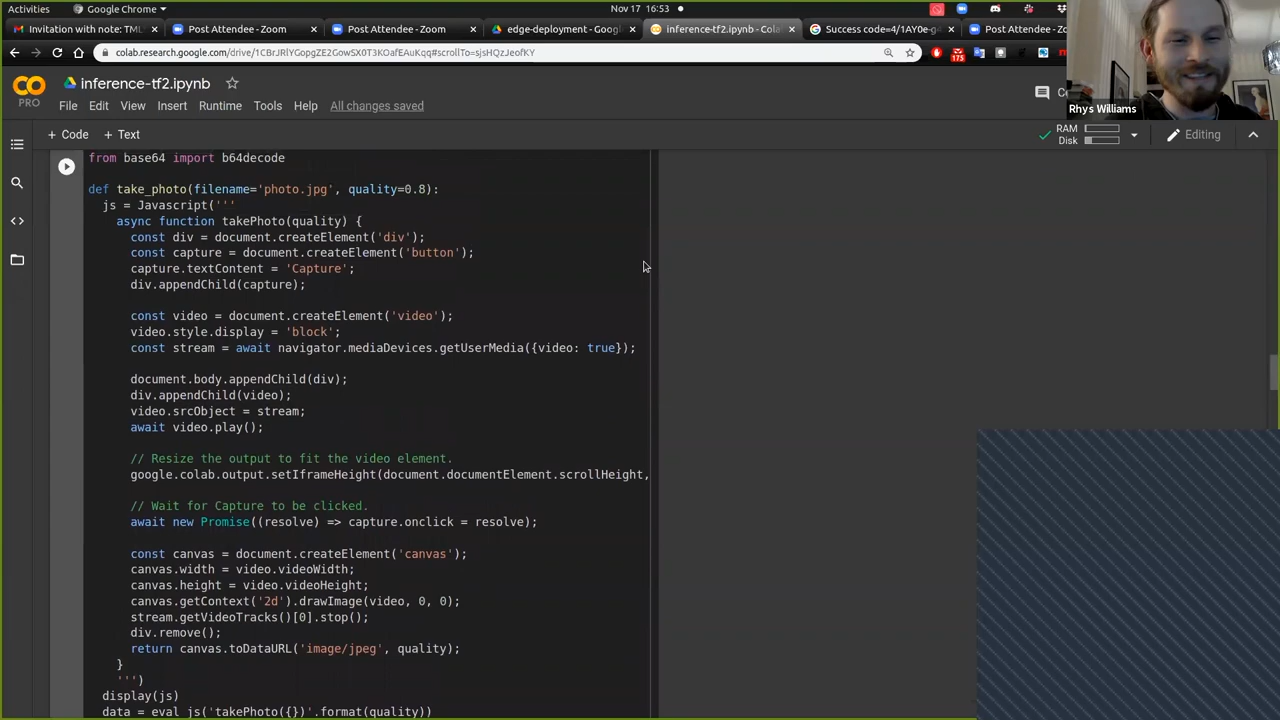 Activities
Google Chrome
Nov 17 16:53
Invitation with note: TML
Post Attendee - Zoom
Post Attendee - Zoom
Post Attendee - Zoom
edge-deployment - Googl
inference-tf2.ipynb - Colab
Success code=4/1AY0e-g
Post Attendee - Zoom
colab.research.google.com/drive/1CBrJRlYGopgZE2GowSX0T3KOafEAuKqq#scrollTo=sjsHQzJeofKY
175
PRO
inference-tf2.ipynb
File Edit View Insert Runtime Tools Help All changes saved
Rhys Williams
+ Code + Text
RAM
Disk
Editing
from base64 import b64decode
def take_photo(filename='photo.jpg', quality=0.8):
js = Javascript('''
async function takePhoto(quality) {
const div = document.createElement('div');
const capture = document.createElement('button');
capture.textContent = 'Capture';
div.appendChild(capture);
const video = document.createElement('video');
video.style.display = 'block';
const stream = await navigator.mediaDevices.getUserMedia({video: true});
document.body.appendChild(div);
div.appendChild(video);
video.srcObject = stream;
await video.play();
// Resize the output to fit the video element.
google.colab.output.setIframeHeight(document.documentElement.scrollHeight,
// Wait for Capture to be clicked.
await new Promise((resolve) => capture.onclick = resolve);
const canvas = document.createElement('canvas');
canvas.width = video.videoWidth;
canvas.height = video.videoHeight;
canvas.getContext('2d').drawImage(video, 0, 0);
stream.getVideoTracks()[0].stop();
div.remove();
return canvas.toDataURL('image/jpeg', quality);
}
''')
display(js)
data = eval_js('takePhoto({})'.format(quality))